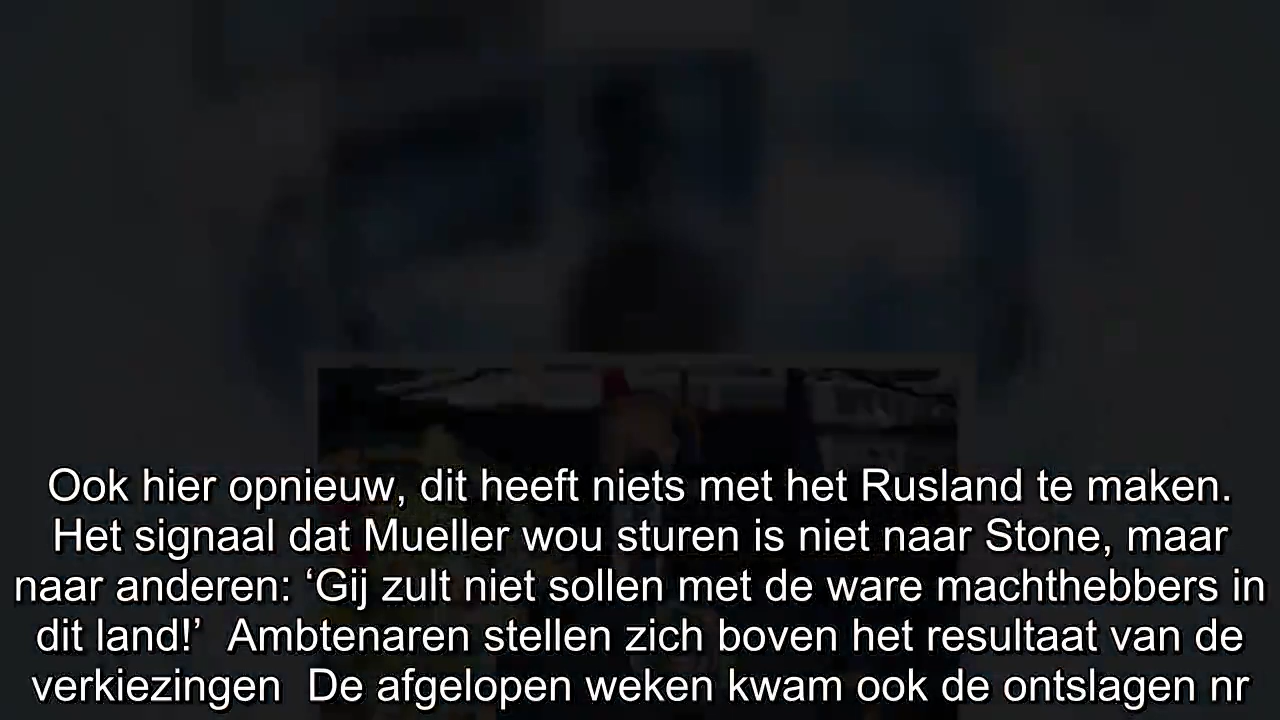 Ook hier opnieuw, dit heeft niets met het Rusland te maken.
Het signaal dat Mueller wou sturen is niet naar Stone, maar
naar anderen: ‘Gij zult niet sollen met de ware machthebbers in
dit land!’  Ambtenaren stellen zich boven het resultaat van de
verkiezingen  De afgelopen weken kwam ook de ontslagen nr